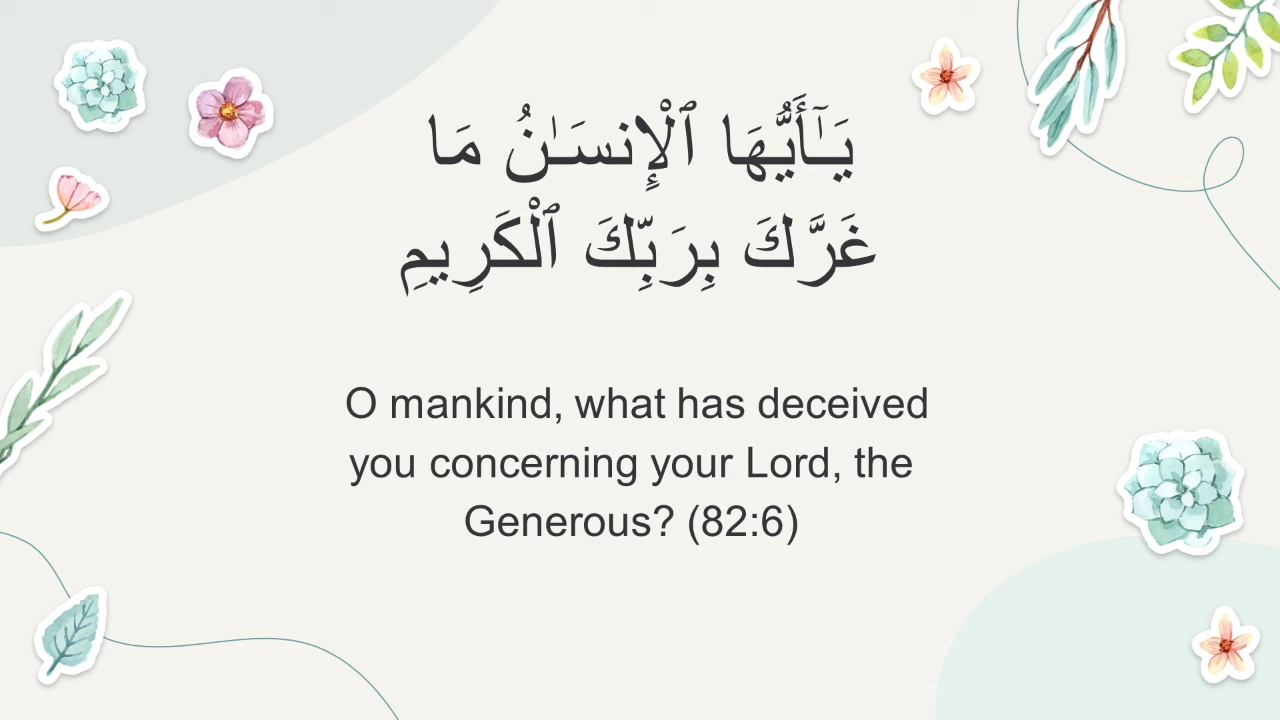 يَـٰٓأَيُّهَا ٱلْإِنسَـٰنُ مَا
غَرَّكَ بِرَبِّكَ ٱلْكَرِيمِ
O mankind, what has deceived
you concerning your Lord, the
Generous? (82:6)